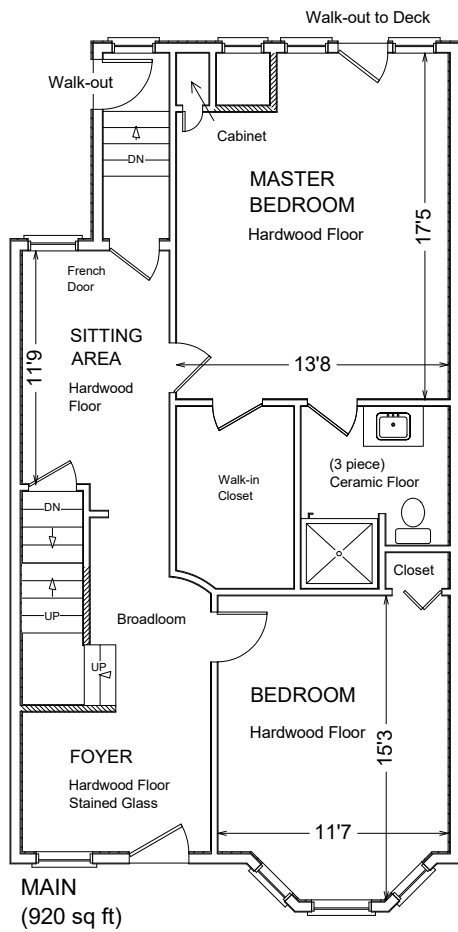 Walk-out to Deck
Walk-out
Cabinet
DN
MASTER
BEDROOM
Hardwood Floor
17'5
French
Door
SITTING
AREA
Hardwood
Floor
11'9
13'8
Walk-in
Closet
(3 piece)
Ceramic Floor
DN
UP
Closet
Broadloom
UP
BEDROOM
Hardwood Floor
15'3
FOYER
Hardwood Floor
Stained Glass
11'7
MAIN
(920 sq ft)